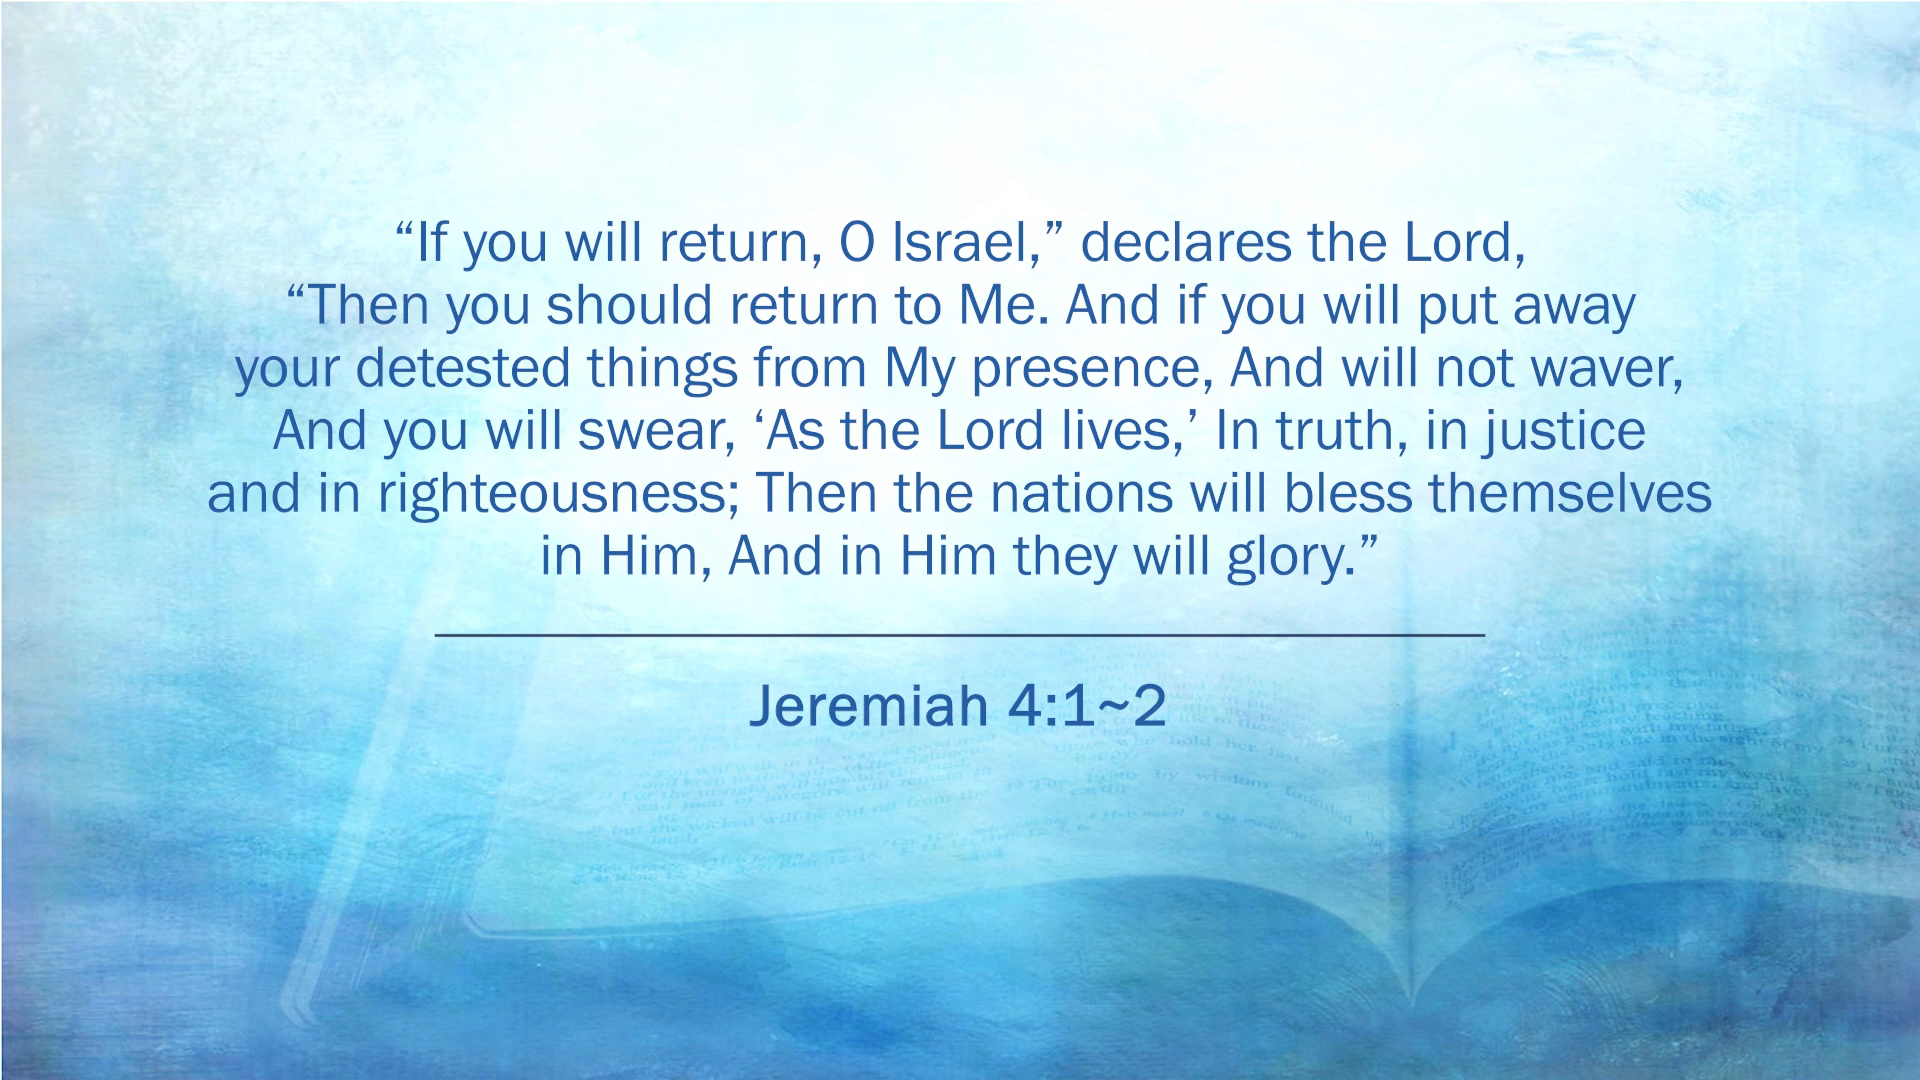 “If you will return, O Israel,” declares the Lord,
“Then you should return to Me. And if you will put away
your detested things from My presence, And will not waver,
And you will swear, ‘As the Lord lives,’ In truth, in justice
and in righteousness; Then the nations will bless themselves
in Him, And in Him they will glory.”
Jeremiah 4:1~2